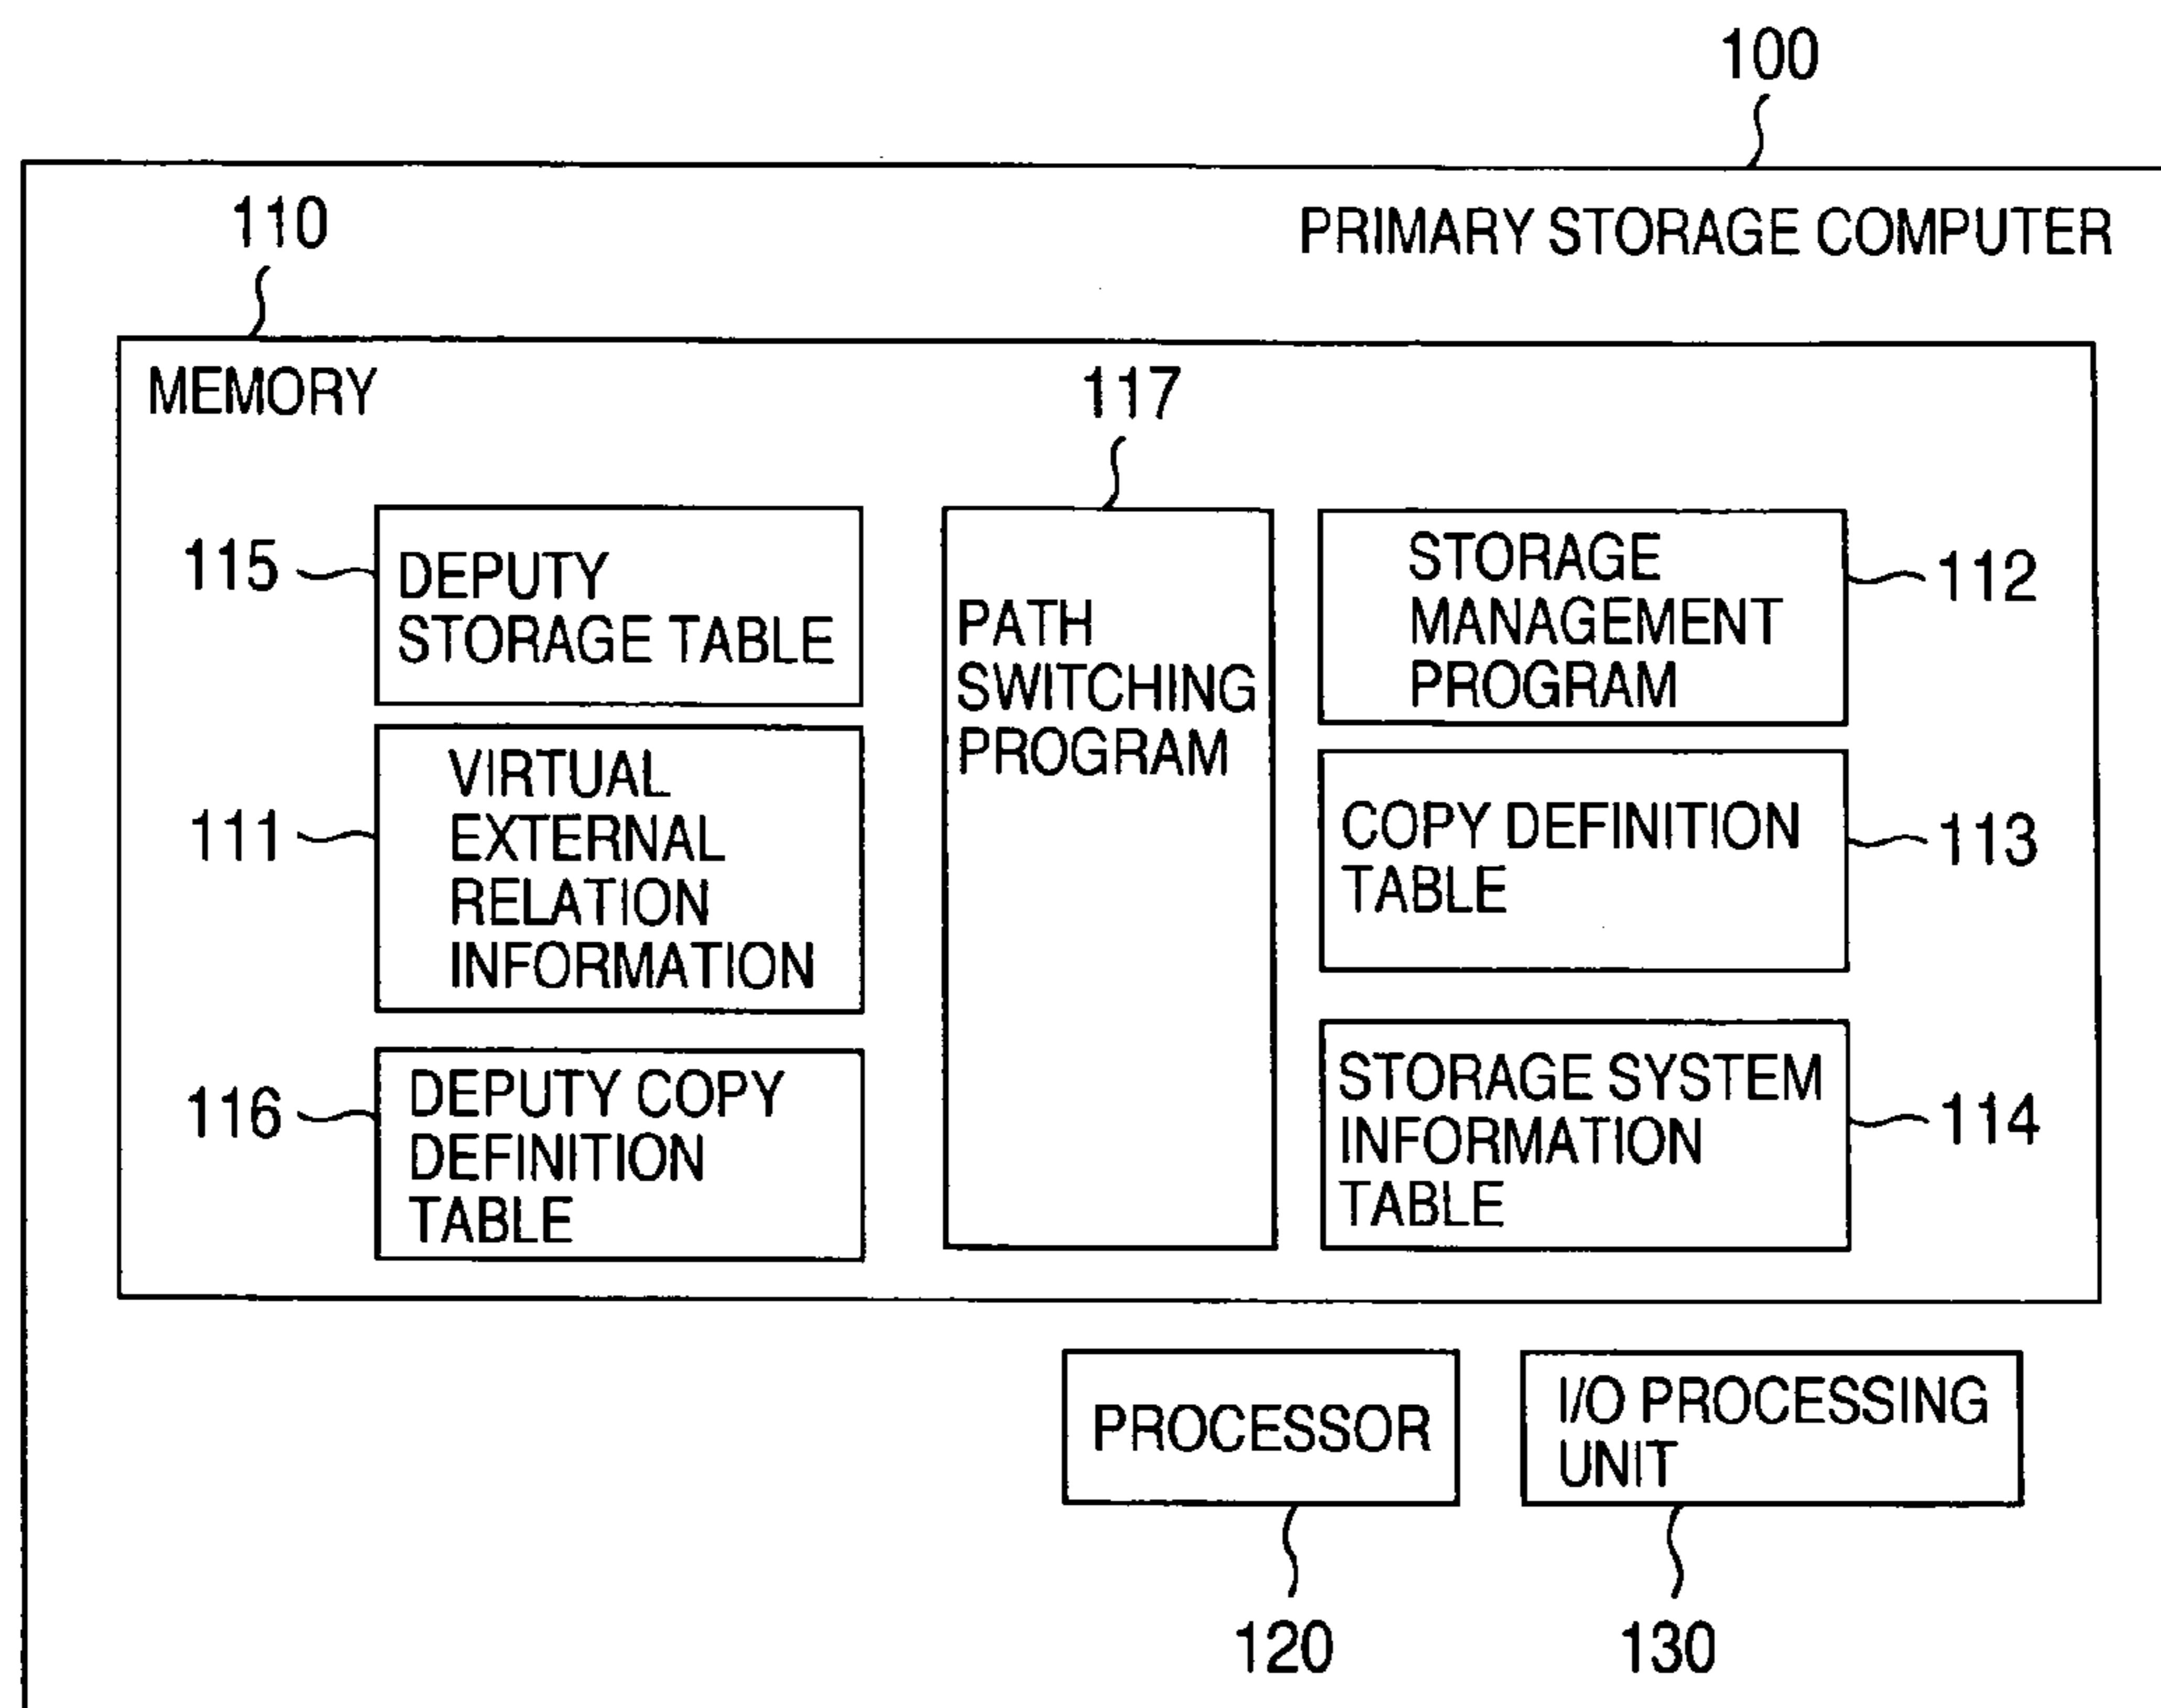 100
PRIMARY STORAGE COMPUTER
110
MEMORY
117
115
DEPUTY
STORAGE TABLE
111
VIRTUAL
EXTERNAL
RELATION
INFORMATION
116
DEPUTY COPY
DEFINITION
TABLE
PATH
SWITCHING
PROGRAM
STORAGE
MANAGEMENT
PROGRAM
112
COPY DEFINITION
TABLE
113
STORAGE SYSTEM
INFORMATION
TABLE
114
PROCESSOR
120
I/O PROCESSING
UNIT
130